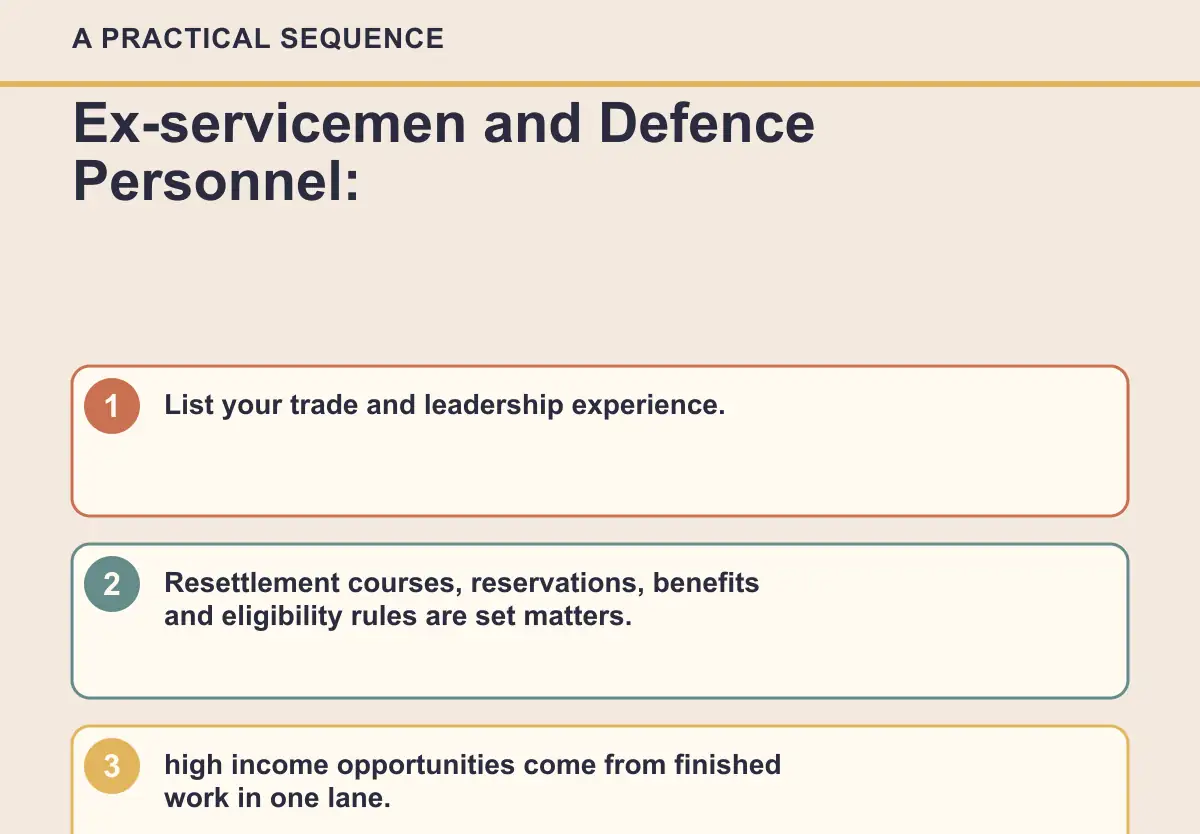 A PRACTICAL SEQUENCE
Ex-servicemen and Defence
Personnel:
1
List your trade and leadership experience.
2
Resettlement courses, reservations, benefits
and eligibility rules are set matters.
3
high income opportunities come from finished
work in one lane.